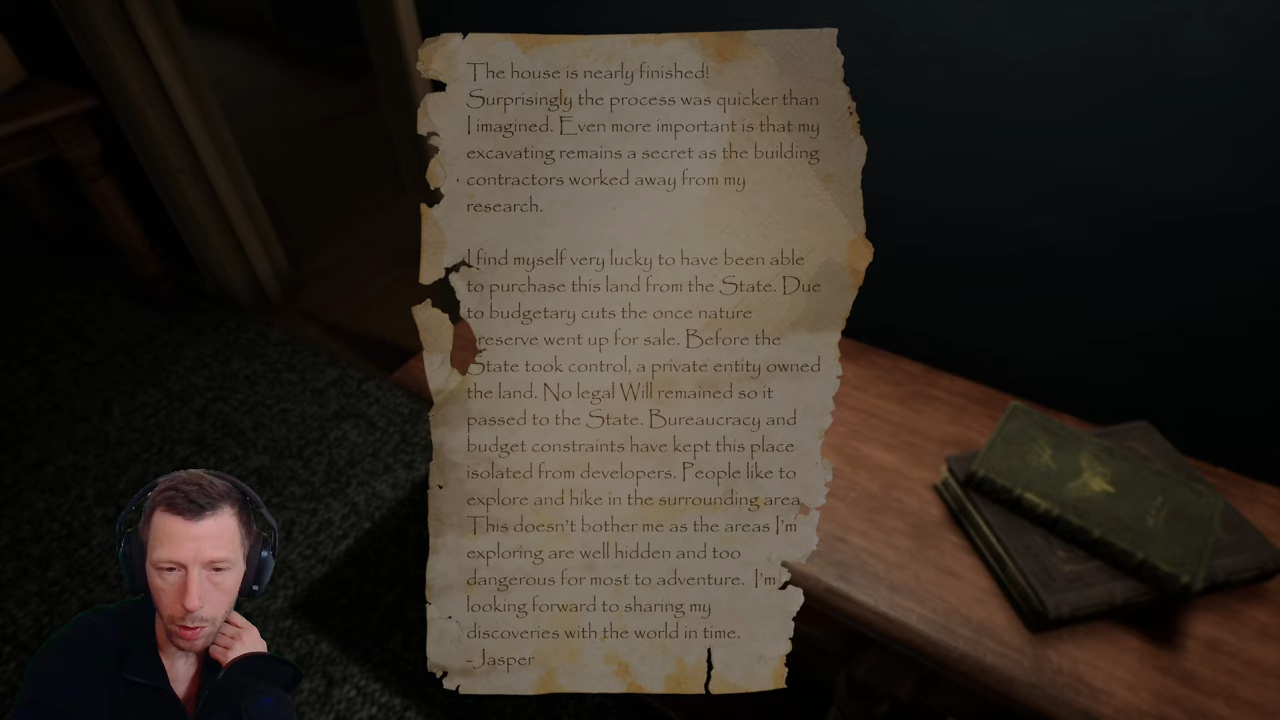 The house is nearly finished!
Surprisingly the process was quicker than
I imagined. Even more important is that my
excavating remains a secret as the building
contractors worked away from my
research.
I find myself very lucky to have been able
to purchase this land from the State. Due
to budgetary cuts the once nature
preserve went up for sale. Before the
State took control, a private entity owned
the land. No legal Will remained so it
passed to the State. Bureaucracy and
budget constraints have kept this place
isolated from developers. People like to
explore and hike in the surrounding area.
This doesn't bother me as the areas I'm
exploring are well hidden and too
dangerous for most to adventure. I'm
looking forward to sharing my
discoveries with the world in time.
-Jasper